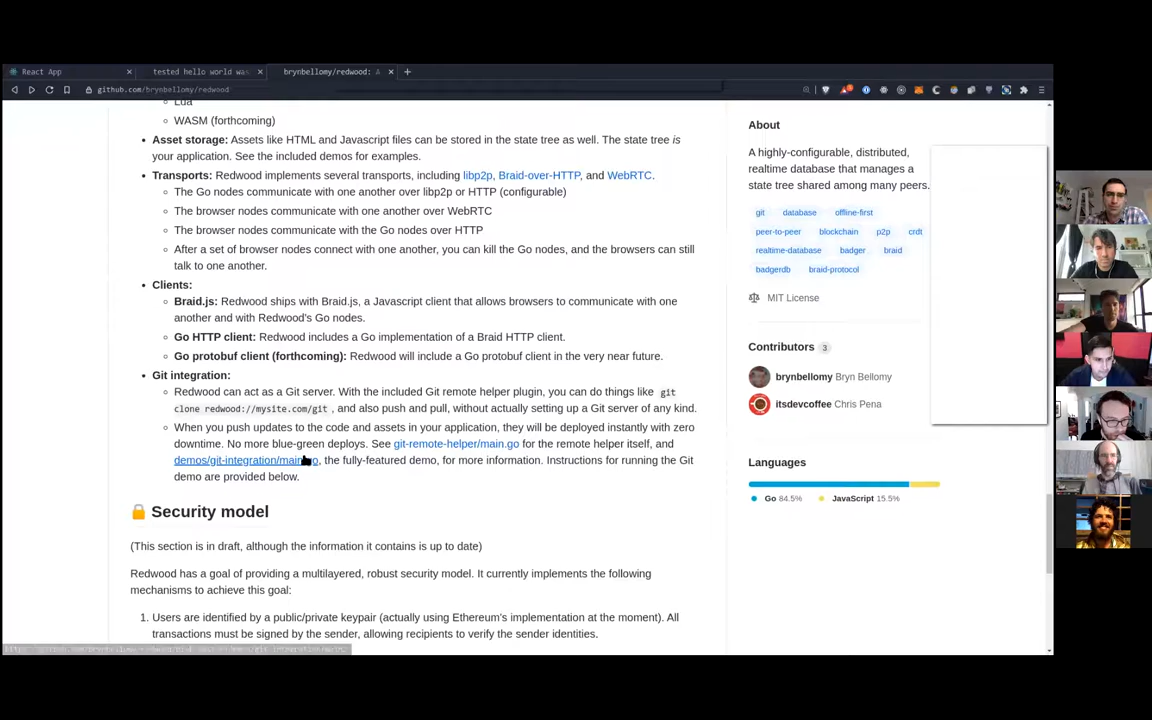 React App
tested hello world was
brynbellomy/redwood: A
github.com/brynbellomy/redwood
Lua
WASM (forthcoming)
Asset storage: Assets like HTML and Javascript files can be stored in the state tree as well. The state tree is
your application. See the included demos for examples.
Transports: Redwood implements several transports, including libp2p, Braid-over-HTTP, and WebRTC.
The Go nodes communicate with one another over libp2p or HTTP (configurable)
The browser nodes communicate with one another over WebRTC
The browser nodes communicate with the Go nodes over HTTP
After a set of browser nodes connect with one another, you can kill the Go nodes, and the browsers can still
talk to one another.
Clients:
Braid.js: Redwood ships with Braid.js, a Javascript client that allows browsers to communicate with one
another and with Redwood's Go nodes.
Go HTTP client: Redwood includes a Go implementation of a Braid HTTP client.
Go protobuf client (forthcoming): Redwood will include a Go protobuf client in the very near future.
Git integration:
Redwood can act as a Git server. With the included Git remote helper plugin, you can do things like git
clone redwood://mysite.com/git , and also push and pull, without actually setting up a Git server of any kind.
When you push updates to the code and assets in your application, they will be deployed instantly with zero
downtime. No more blue-green deploys. See git-remote-helper/main.go for the remote helper itself, and
demos/git-integration/main.go, the fully-featured demo, for more information. Instructions for running the Git
demo are provided below.
Security model
(This section is in draft, although the information it contains is up to date)
Redwood has a goal of providing a multilayered, robust security model. It currently implements the following
mechanisms to achieve this goal:
1. Users are identified by a public/private keypair (actually using Ethereum's implementation at the moment). All
transactions must be signed by the sender, allowing recipients to verify the sender identities.
About
A highly-configurable, distributed,
realtime database that manages a
state tree shared among many peers.
git database offline-first
peer-to-peer blockchain p2p crdt
realtime-database badger braid
badgerdb braid-protocol
MIT License
Contributors 3
brynbellomy Bryn Bellomy
itsdevcoffee Chris Pena
Languages
Go 84.5% JavaScript 15.5%